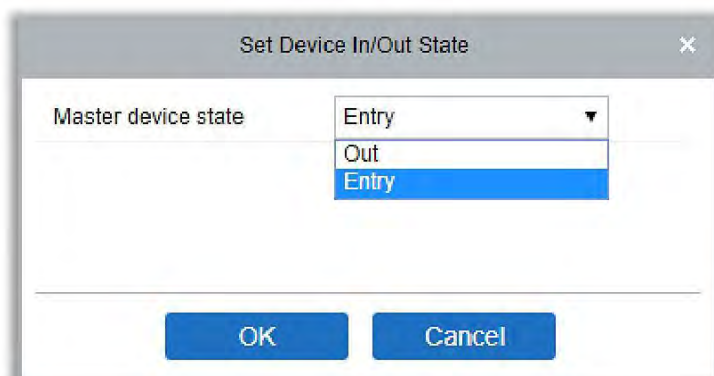 Set Device In/Out State ×
Master device state Entry ▼
Out
Entry
OK Cancel